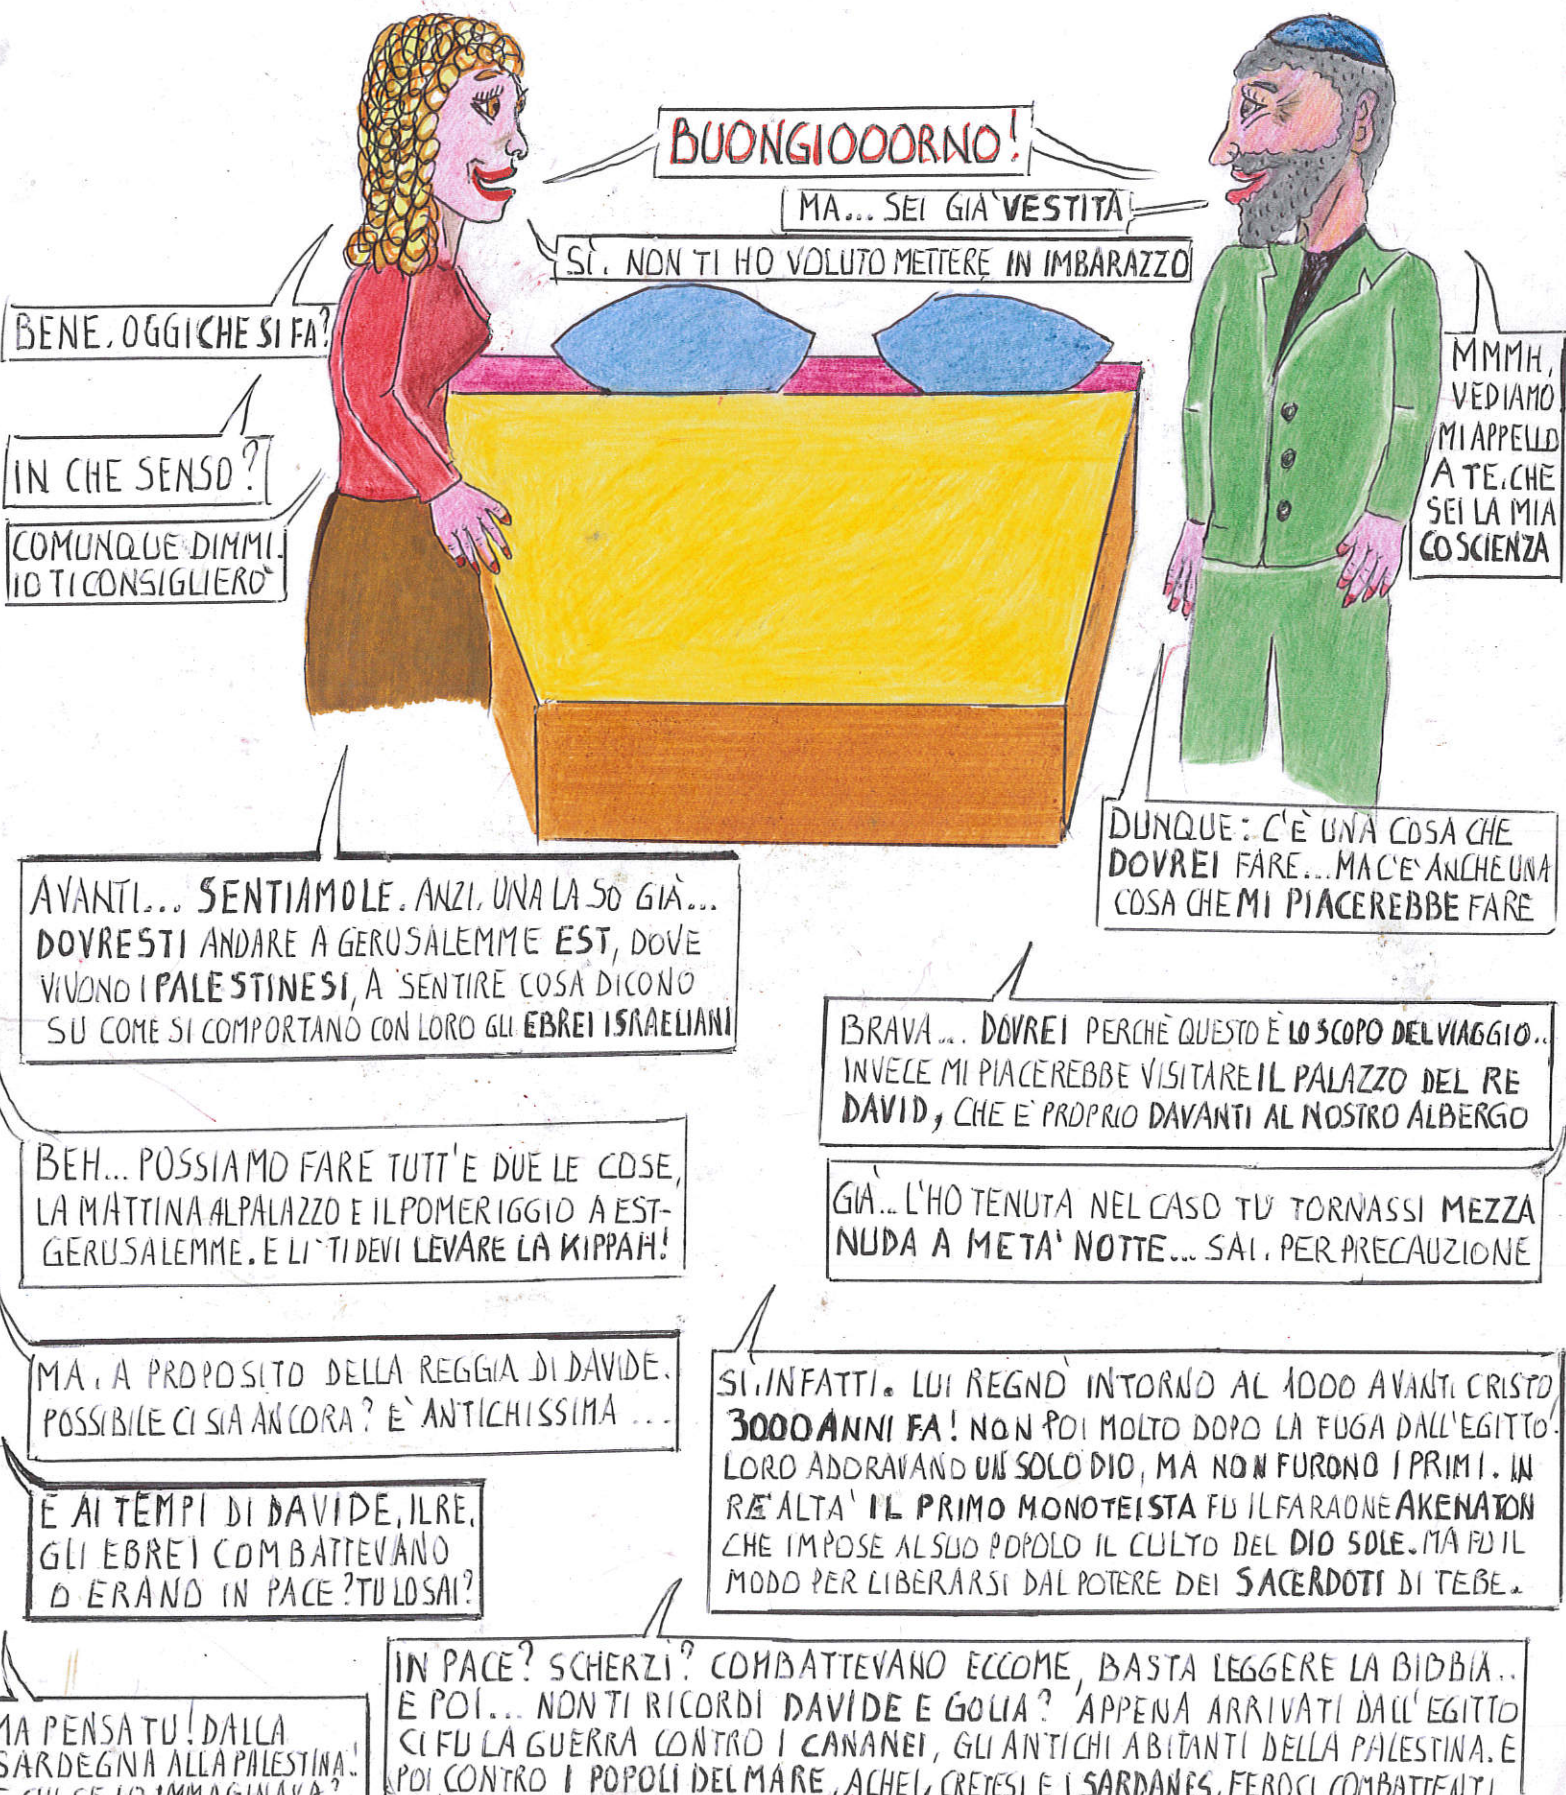 BUONGIOOORNO!
MA... SEI GIÀ VESTITA
SÌ. NON TI HO VOLUTO METTERE IN IMBARAZZO
BENE. OGGI CHE SI FA?
MMMH,
VEDIAMO
MI APPELLO
A TE. CHE
SEI LA MIA
COSCIENZA
IN CHE SENSO?
COMUNQUE DIMMI.
IO TI CONSIGLIERO'
DUNQUE: C'È UNA COSA CHE
DOVREI FARE... MA C'E' ANCHE UNA
COSA CHE MI PIACEREBBE FARE
AVANTI... SENTIAMOLE. ANZI. UNA LA SO GIÀ...
DOVRESTI ANDARE A GERUSALEMME EST, DOVE
VIVONO I PALESTINESI, A SENTIRE COSA DICONO
SU COME SI COMPORTANO CON LORO GLI EBREI ISRAELIANI
BRAVA... DOVREI PERCHÈ QUESTO È LO SCOPO DEL VIAGGIO..
INVECE MI PIACEREBBE VISITARE IL PALAZZO DEL RE
DAVID, CHE E' PROPRIO DAVANTI AL NOSTRO ALBERGO
BEH... POSSIAMO FARE TUTT'E DUE LE COSE,
LA MATTINA AL PALAZZO E IL POMERIGGIO A EST-
GERUSALEMME. E LI' TI DEVI LEVARE LA KIPPAH!
GIÀ... L'HO TENUTA NEL CASO TU TORNASSI MEZZA
NUDA A META' NOTTE... SAI. PER PRECAUZIONE
MA. A PROPOSITO DELLA REGGIA DI DAVIDE.
POSSIBILE CI SIA ANCORA? E' ANTICHISSIMA ...
SÌ. INFATTI. LUI REGNÒ INTORNO AL 1000 AVANTI CRISTO
3000 ANNI FA! NON POI MOLTO DOPO LA FUGA DALL'EGITTO.
LORO ADORAVANO UN SOLO DIO, MA NON FURONO I PRIMI. IN
REALTA' IL PRIMO MONOTEISTA FU IL FARAONE AKENATON
CHE IMPOSE AL SUO POPOLO IL CULTO DEL DIO SOLE. MA FU IL
MODO PER LIBERARSI DAL POTERE DEI SACERDOTI DI TEBE.
E AI TEMPI DI DAVIDE, IL RE.
GLI EBREI COMBATTEVANO
O ERANO IN PACE? TU LO SAI?
IN PACE? SCHERZI? COMBATTEVANO ECCOME, BASTA LEGGERE LA BIBBIA..
E POI... NON TI RICORDI DAVIDE E GOLIA? APPENA ARRIVATI DALL'EGITTO
CI FU LA GUERRA CONTRO I CANANEI, GLI ANTICHI ABITANTI DELLA PALESTINA. E
POI CONTRO I POPOLI DEL MARE, ACHEI, CRETESI E I SARDANES, FEROCI COMBATTENTI
MA PENSA TU! DALLA
SARDEGNA ALLA PALESTINA.
E CHI SE LO IMMAGINAVA?